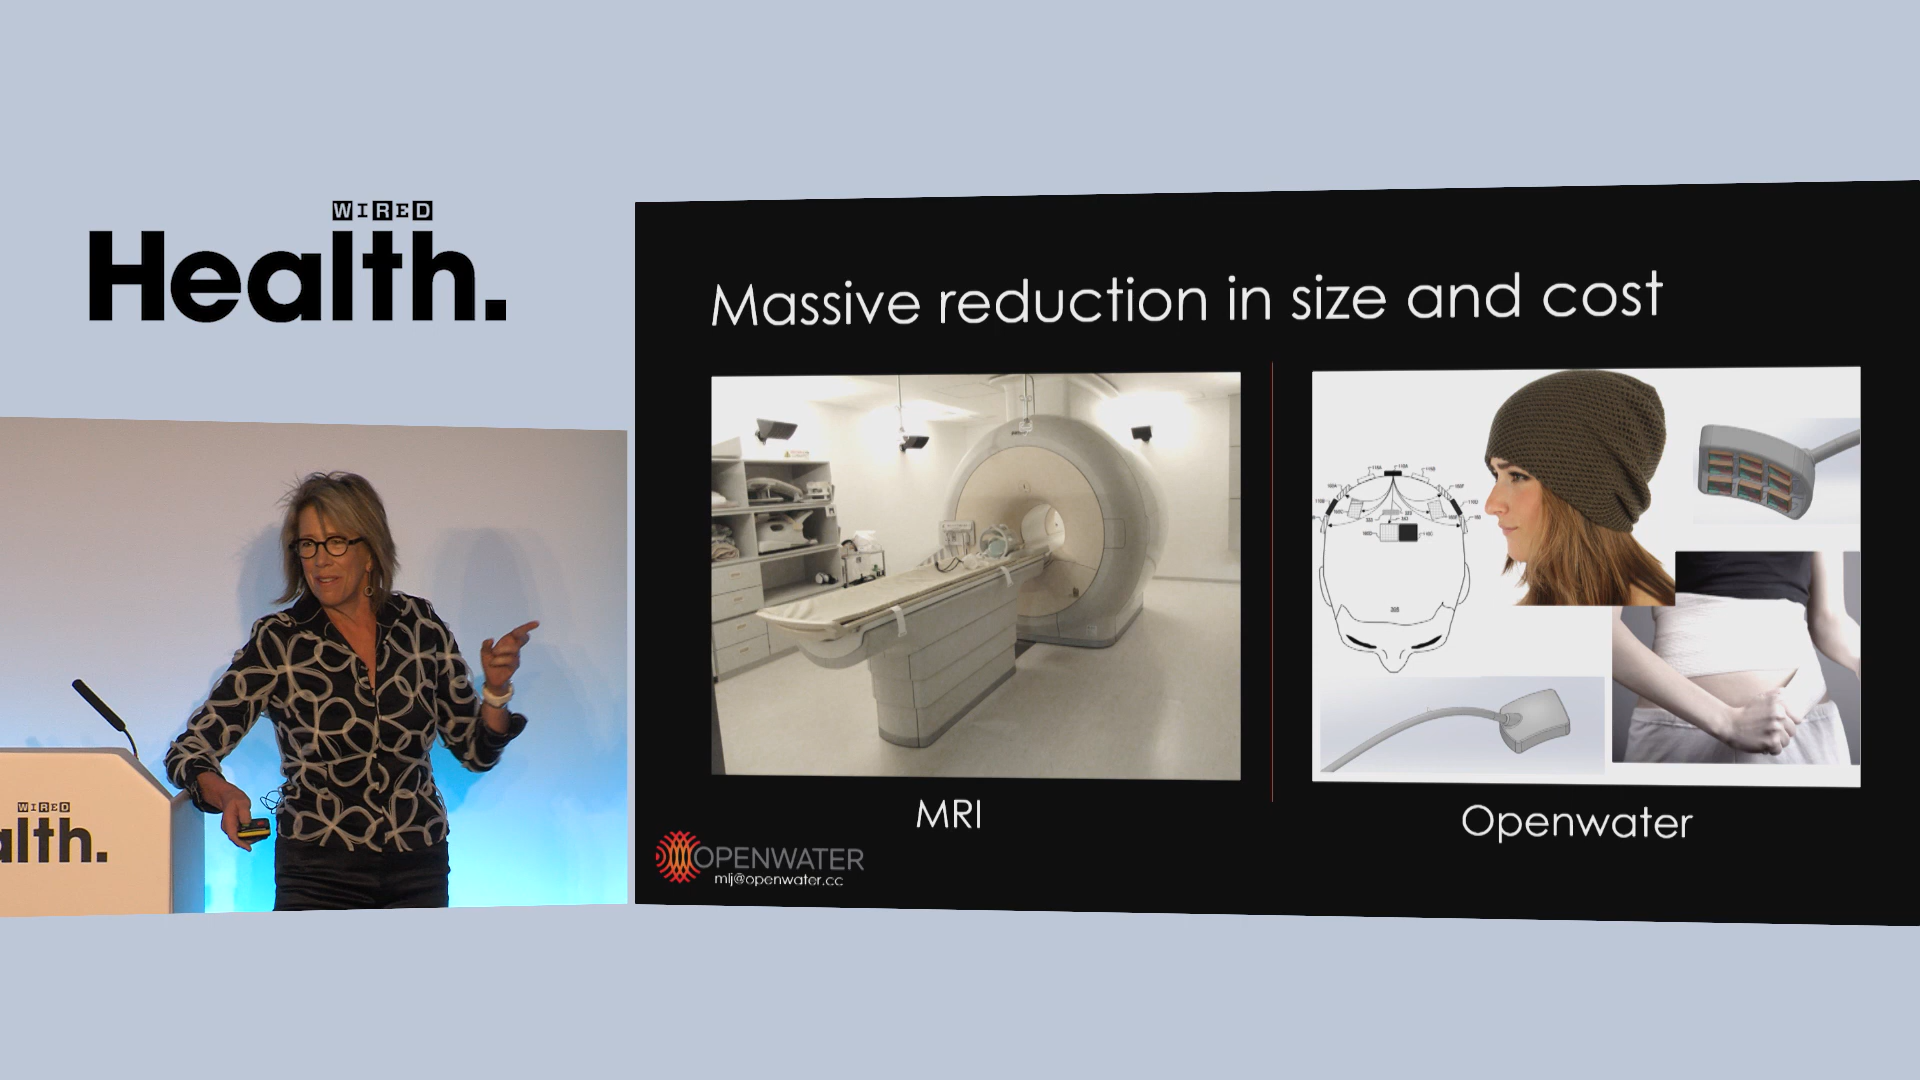 WIRED
Health.
Massive reduction in size and cost
MRI
Openwater
OPENWATER
mlj@openwater.cc
WIRED
alth.